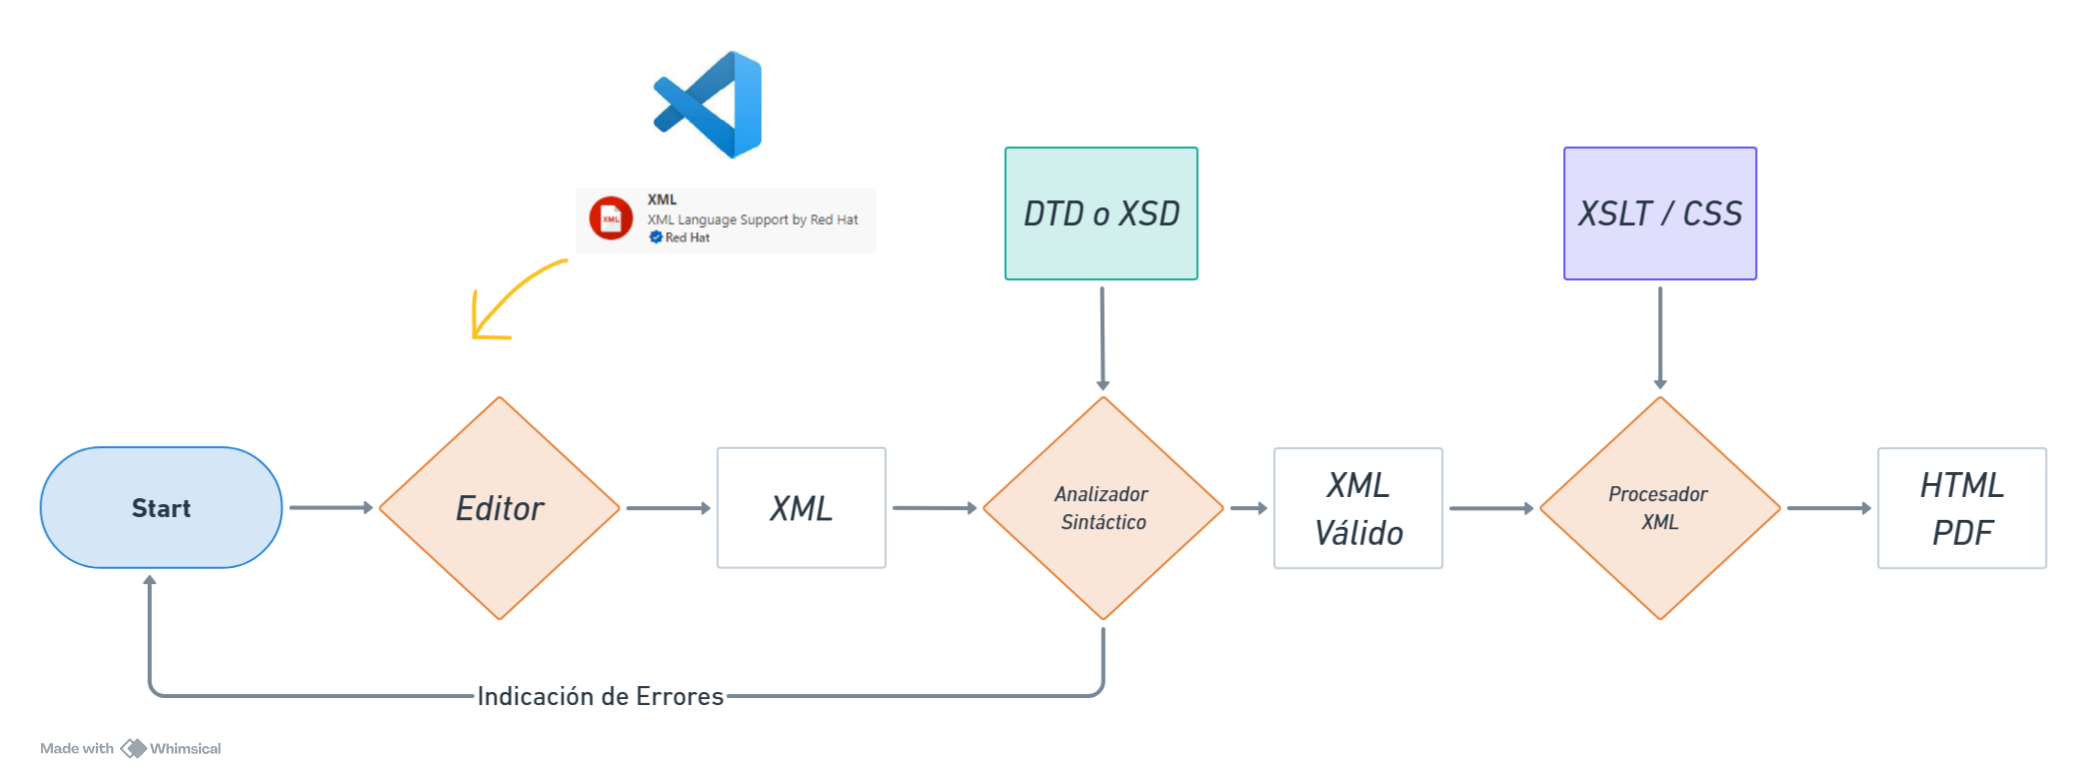 XML
XML Language Support by Red Hat
Red Hat
DTD o XSD
XSLT / CSS
Start
Editor
XML
Analizador
Sintáctico
XML
Válido
Procesador
XML
HTML
PDF
Indicación de Errores
Made with Whimsical